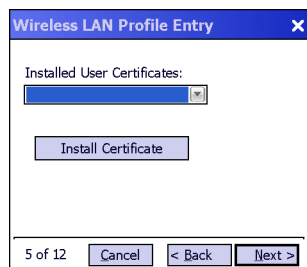 Wireless LAN Profile Entry
Installed User Certificates:
Install Certificate
5 of 12 Cancel < Back Next >